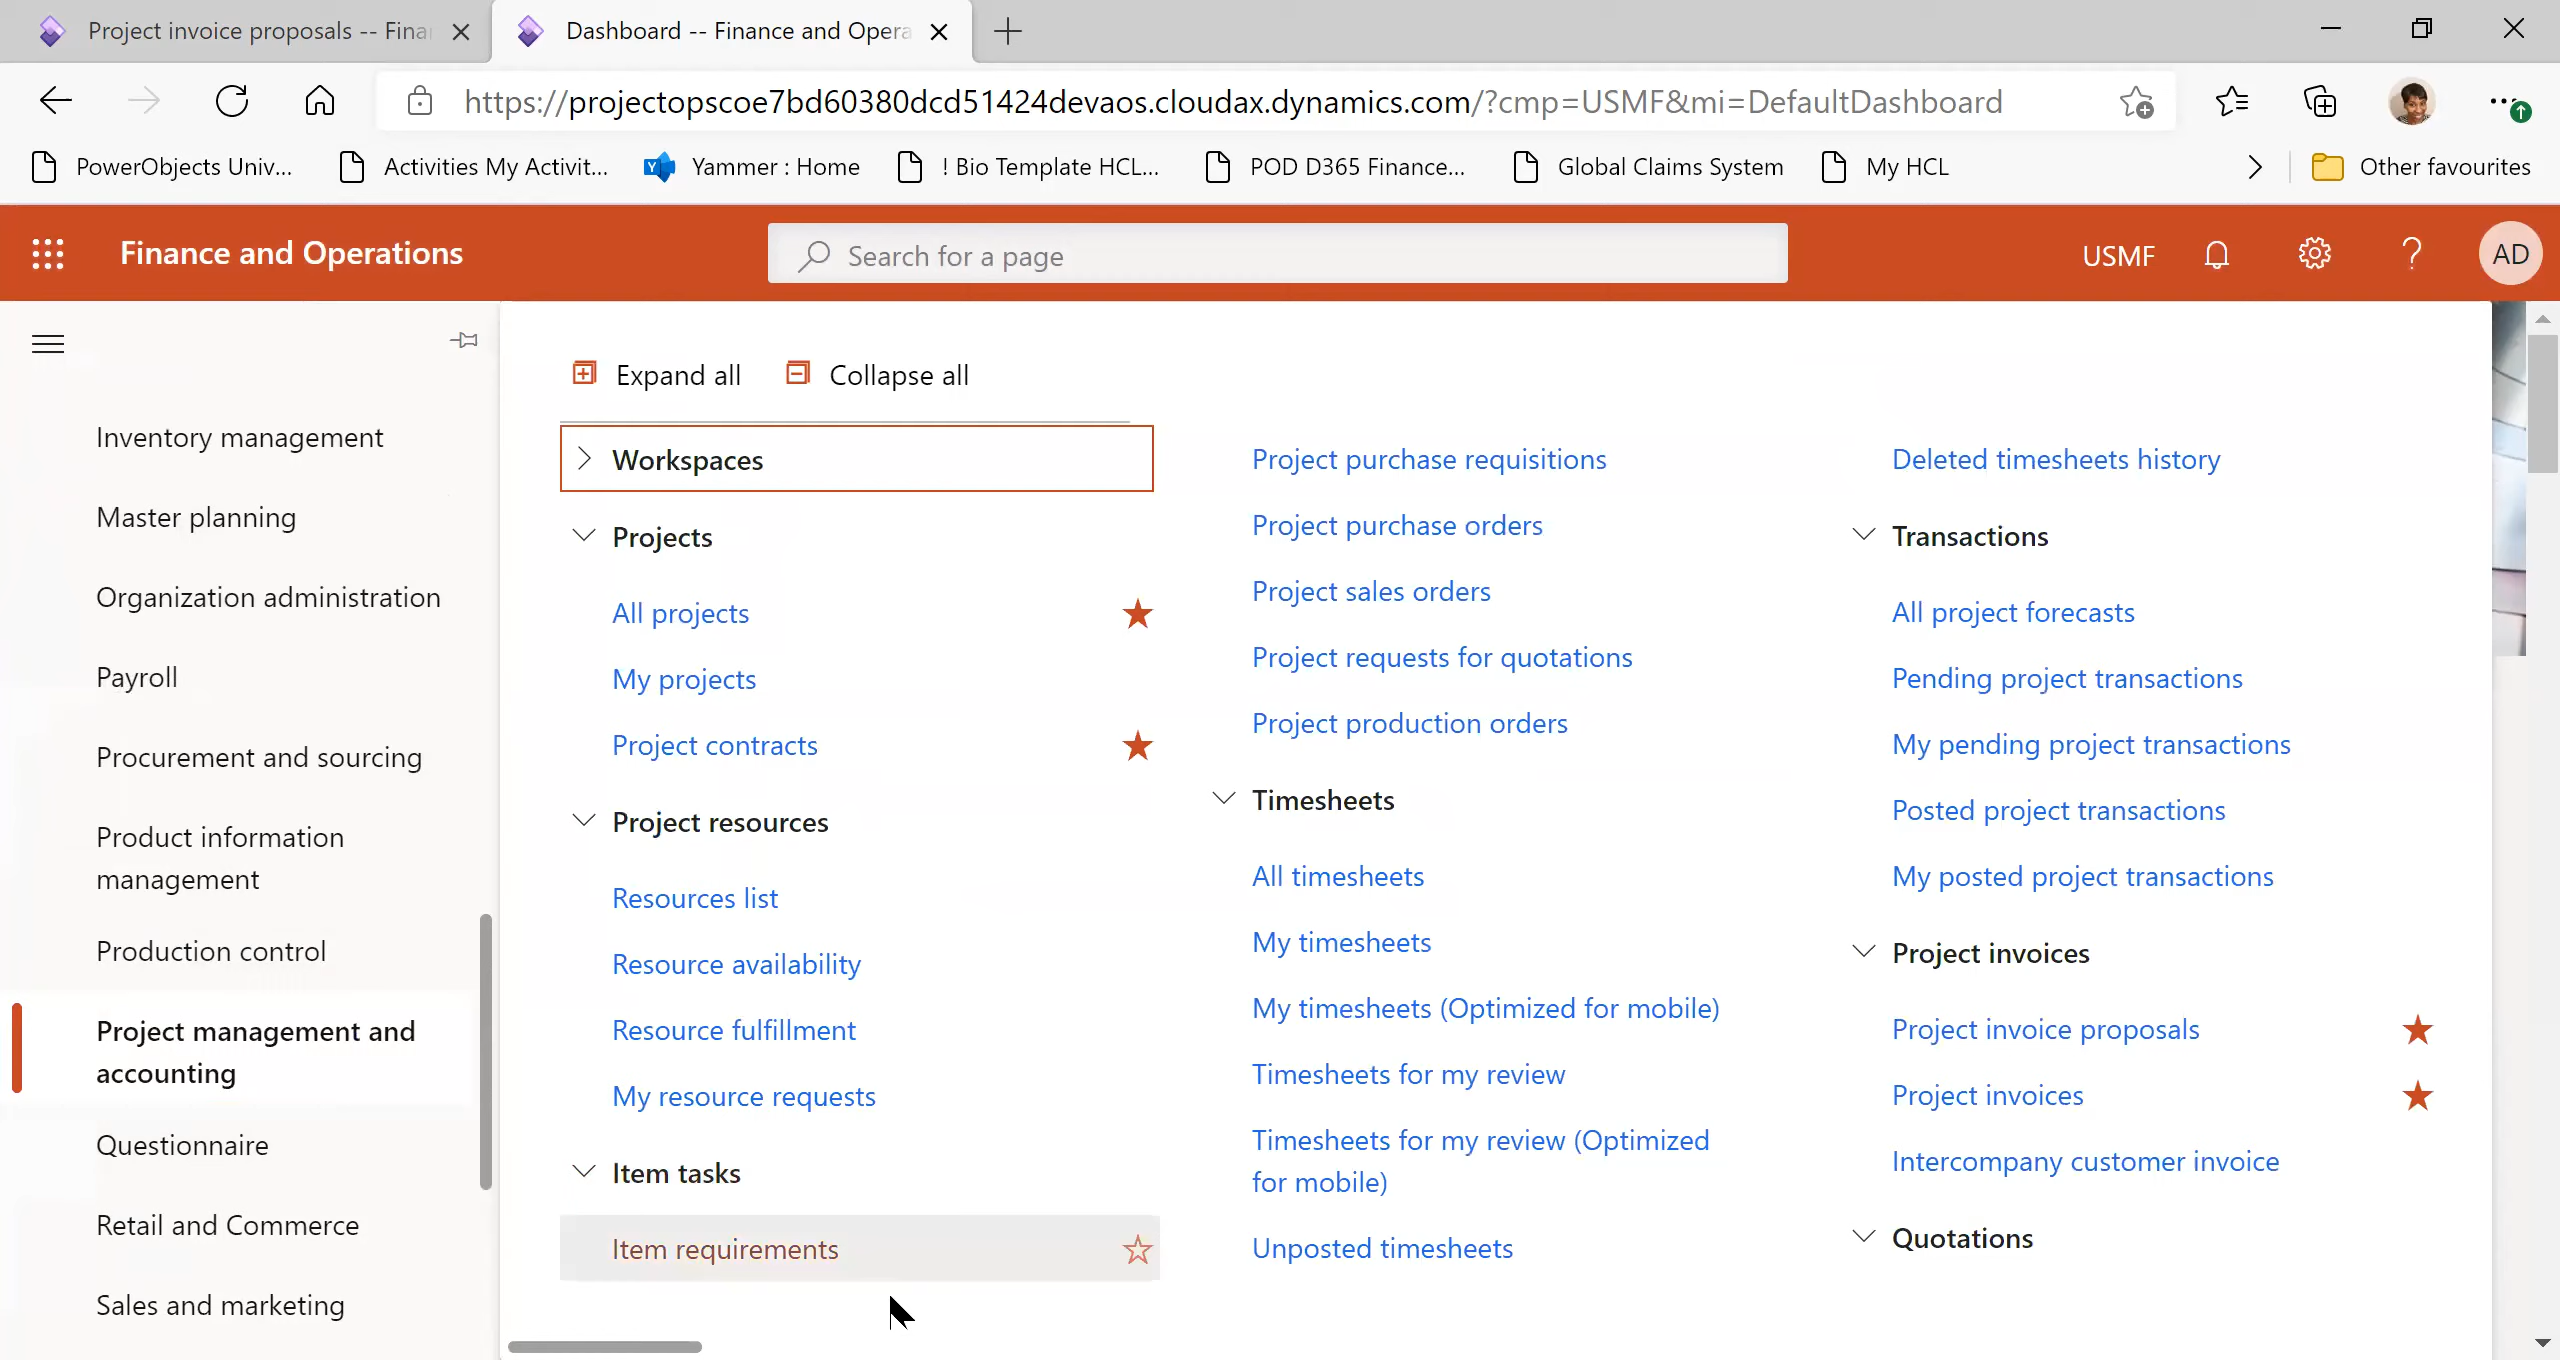 Project invoice proposals -- Fina
Dashboard -- Finance and Opera
https://projectopscoe7bd60380dcd51424devaos.cloudax.dynamics.com/?cmp=USMF&mi=DefaultDashboard
PowerObjects Univ...
Activities My Activit...
Yammer : Home
! Bio Template HCL...
POD D365 Finance...
Global Claims System
My HCL
Other favourites
Finance and Operations
Search for a page
USMF
?
AD
Inventory management
Master planning
Organization administration
Payroll
Procurement and sourcing
Product information
management
Production control
Project management and
accounting
Questionnaire
Retail and Commerce
Sales and marketing
Expand all
Collapse all
Workspaces
Projects
All projects
My projects
Project contracts
Project resources
Resources list
Resource availability
Resource fulfillment
My resource requests
Item tasks
Item requirements
Project purchase requisitions
Project purchase orders
Project sales orders
Project requests for quotations
Project production orders
Timesheets
All timesheets
My timesheets
My timesheets (Optimized for mobile)
Timesheets for my review
Timesheets for my review (Optimized
for mobile)
Unposted timesheets
Deleted timesheets history
Transactions
All project forecasts
Pending project transactions
My pending project transactions
Posted project transactions
My posted project transactions
Project invoices
Project invoice proposals
Project invoices
Intercompany customer invoice
Quotations